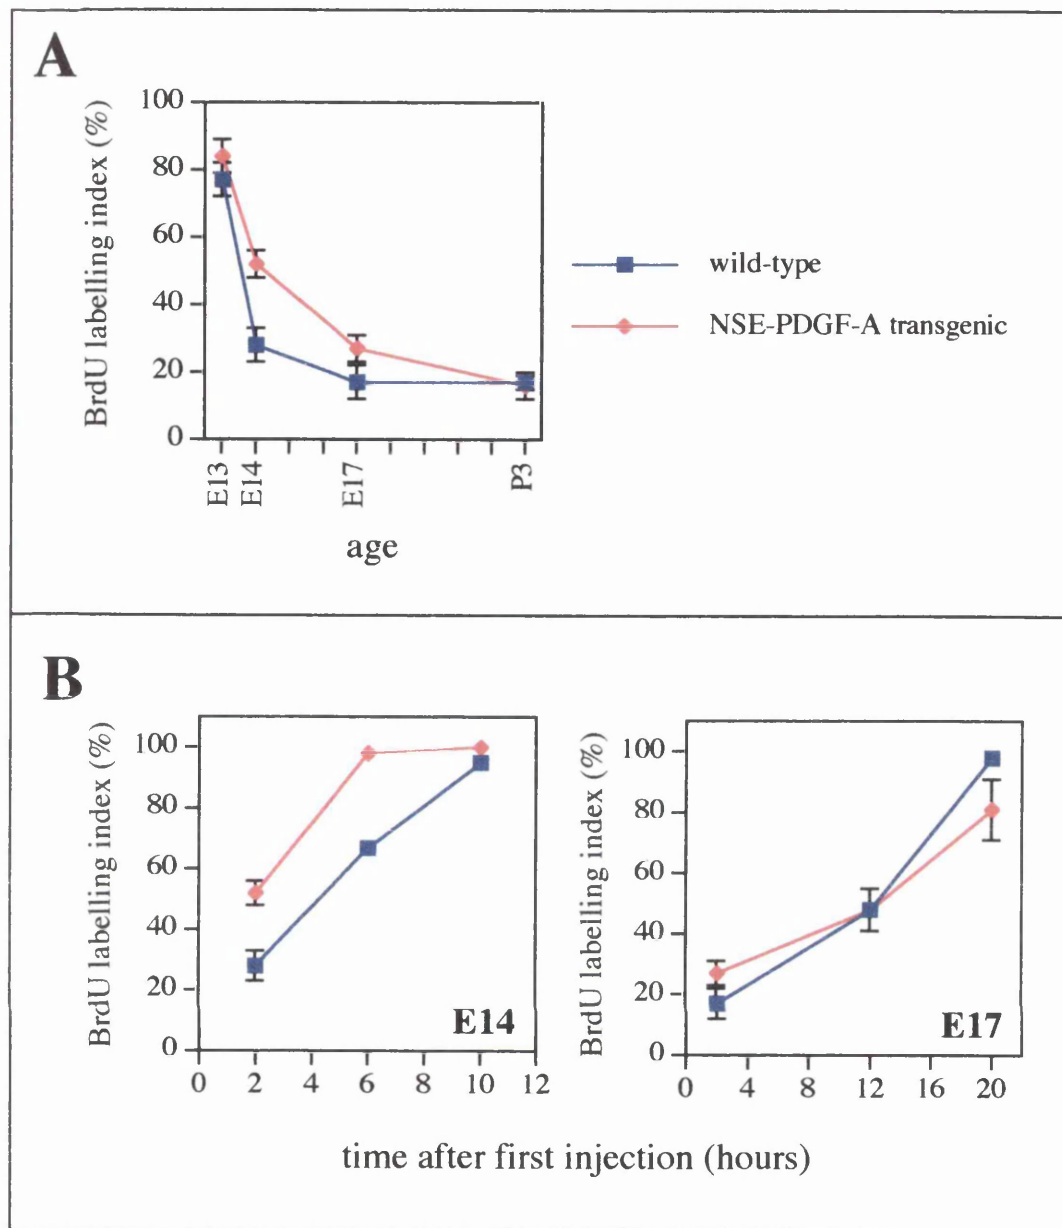 A
BrdU labelling index (%)
100
80
60
40
20
0
E13
E14
E17
P3
age
wild-type
NSE-PDGF-A transgenic
B
BrdU labelling index (%)
100
80
60
40
20
0
0 2 4 6 8 10 12
E14
BrdU labelling index (%)
100
80
60
40
20
0
0 4 8 12 16 20
E17
time after first injection (hours)